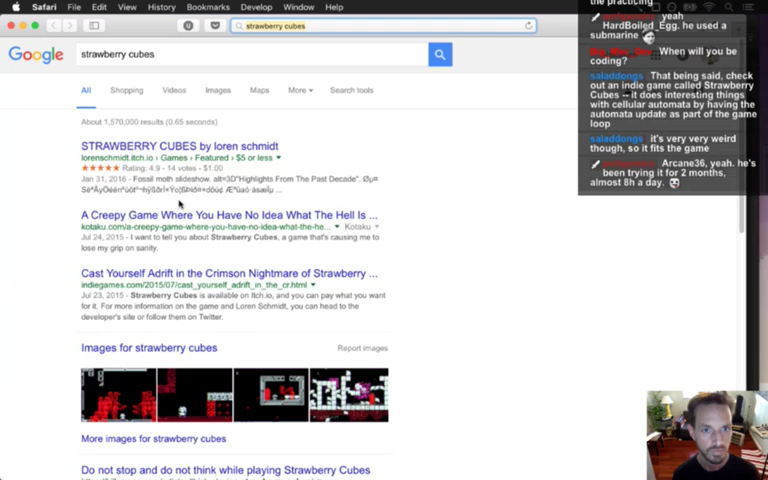 Safari File Edit View History Bookmarks Develop Window Help
strawberry cubes
Google
strawberry cubes
All Shopping Videos Images Maps More Search tools
About 1,570,000 results (0.65 seconds)
STRAWBERRY CUBES by loren schmidt
lorenschmidt.itch.io › Games › Featured › $5 or less
Rating: 4.9 - 14 votes - $1.00
Jan 31, 2016 - Fossil moth slideshow. alt=3D"Highlights From The Past Decade".
A Creepy Game Where You Have No Idea What The Hell Is ...
kotaku.com/a-creepy-game-where-you-have-no-idea-what-the-he... Kotaku
Jul 24, 2015 - I want to tell you about Strawberry Cubes, a game that's causing me to
lose my grip on sanity.
Cast Yourself Adrift in the Crimson Nightmare of Strawberry ...
indiegames.com/2015/07/cast_yourself_adrift_in_the_cr.html
Jul 23, 2015 - Strawberry Cubes is available on Itch.io, and you can pay what you want
for it. For more information on the game and Loren Schmidt, you can head to the
developer's site or follow them on Twitter.
Images for strawberry cubes
Report images
More images for strawberry cubes
Do not stop and do not think while playing Strawberry Cubes
the practicing
yeah
HardBoiled_Egg. he used a
submarine
When will you be
coding?
saladdongs That being said, check
out an indie game called Strawberry
Cubes -- it does interesting things
with cellular automata by having the
automata update as part of the game
loop
saladdongs it's very very weird
though, so it fits the game
Arcane36, yeah. he's
been trying it for 2 months,
almost 8h a day.